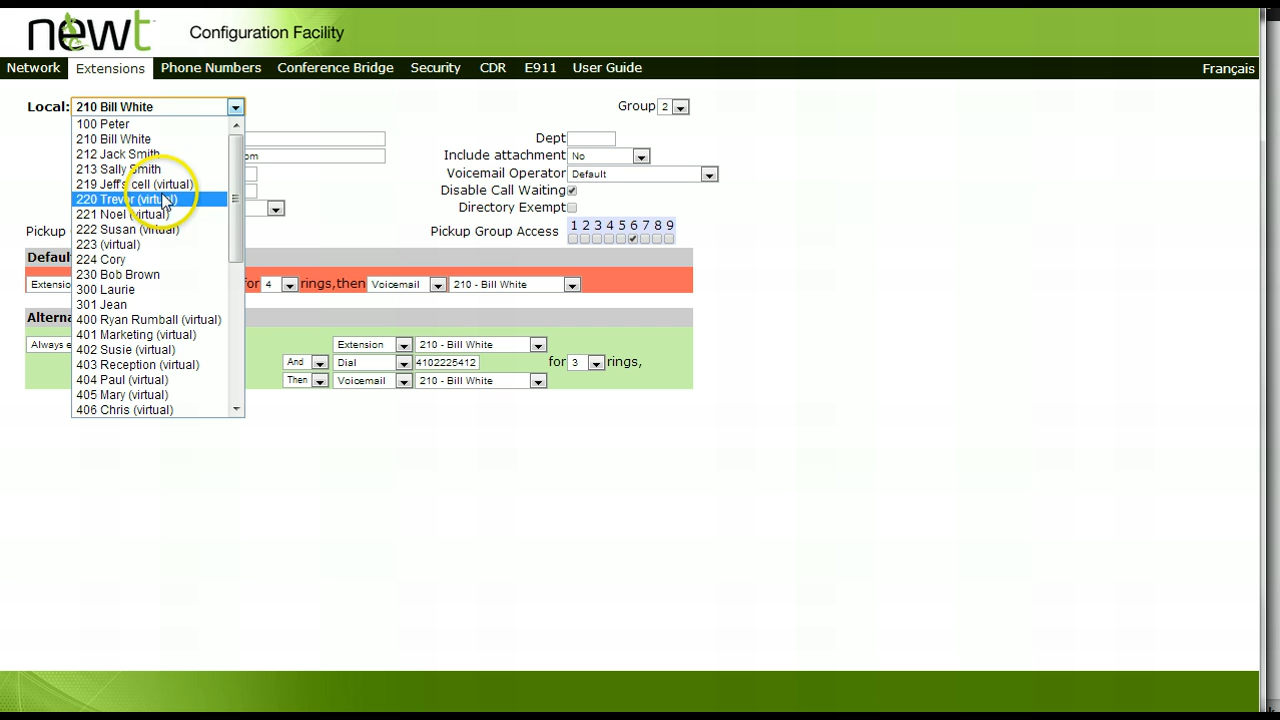 newt Configuration Facility
Network Extensions Phone Numbers Conference Bridge Security CDR E911 User Guide Français
Local: 210 Bill White Group 2
100 Peter
210 Bill White Dept
212 Jack Smith om Include attachment No
213 Sally Smith Voicemail Operator Default
219 Jeff's cell (virtual) Disable Call Waiting
220 Trevor (virtual) Directory Exempt
221 Noel (virtual) 1 2 3 4 5 6 7 8 9
Pickup 222 Susan (virtual) Pickup Group Access
223 (virtual)
Default 224 Cory
230 Bob Brown
Extensio for 4 rings,then Voicemail 210 - Bill White
300 Laurie
301 Jean
Alterna 400 Ryan Rumball (virtual)
401 Marketing (virtual)
Always e Extension 210 - Bill White
402 Susie (virtual)
403 Reception (virtual) And Dial 4102225412 for 3 rings,
404 Paul (virtual) Then Voicemail 210 - Bill White
405 Mary (virtual)
406 Chris (virtual)